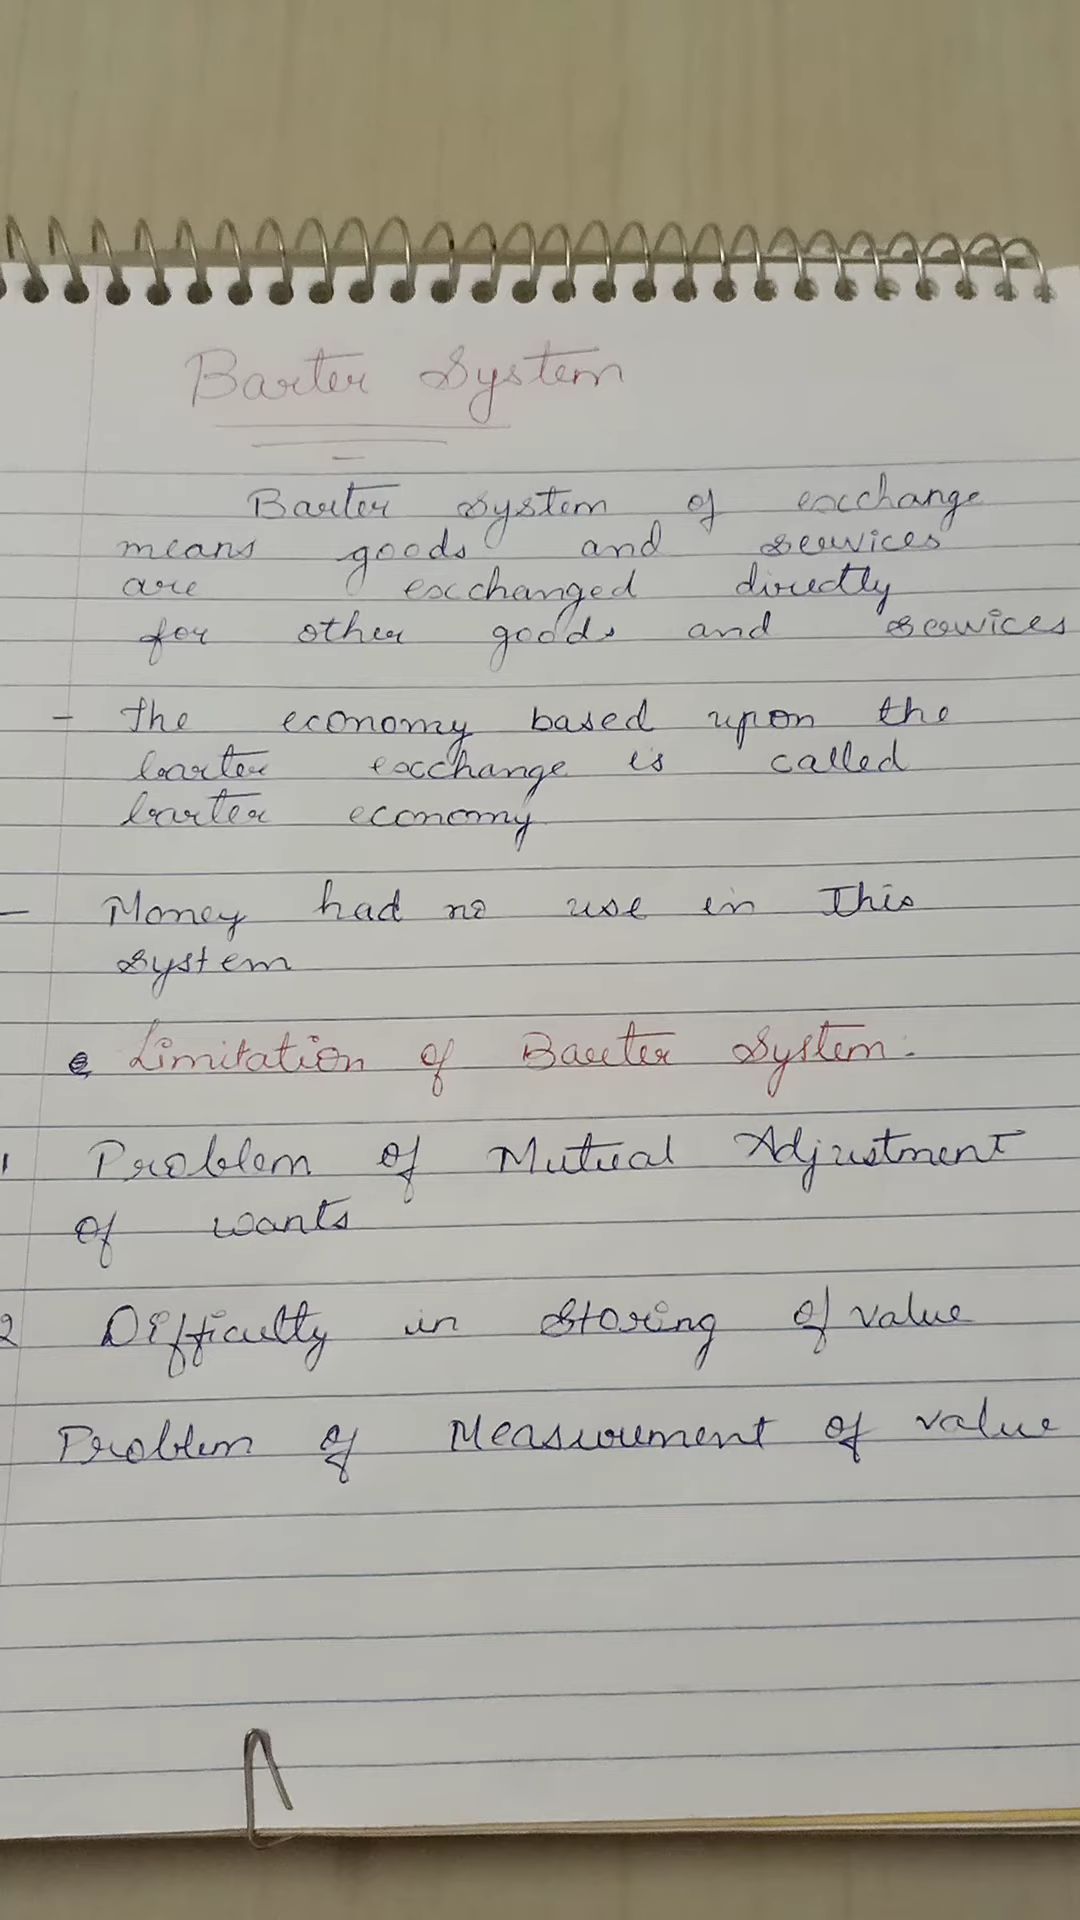 Barter System
Barter system of exchange
means goods and services
are exchanged directly
for other goods and services
- The economy based upon the
barter exchange is called
barter economy
- Money had no use in This
system
Limitation of Barter System.
1 Problem of Mutual Adjustment
of wants
2 Difficulty in Storing of value
Problem of Measurement of value